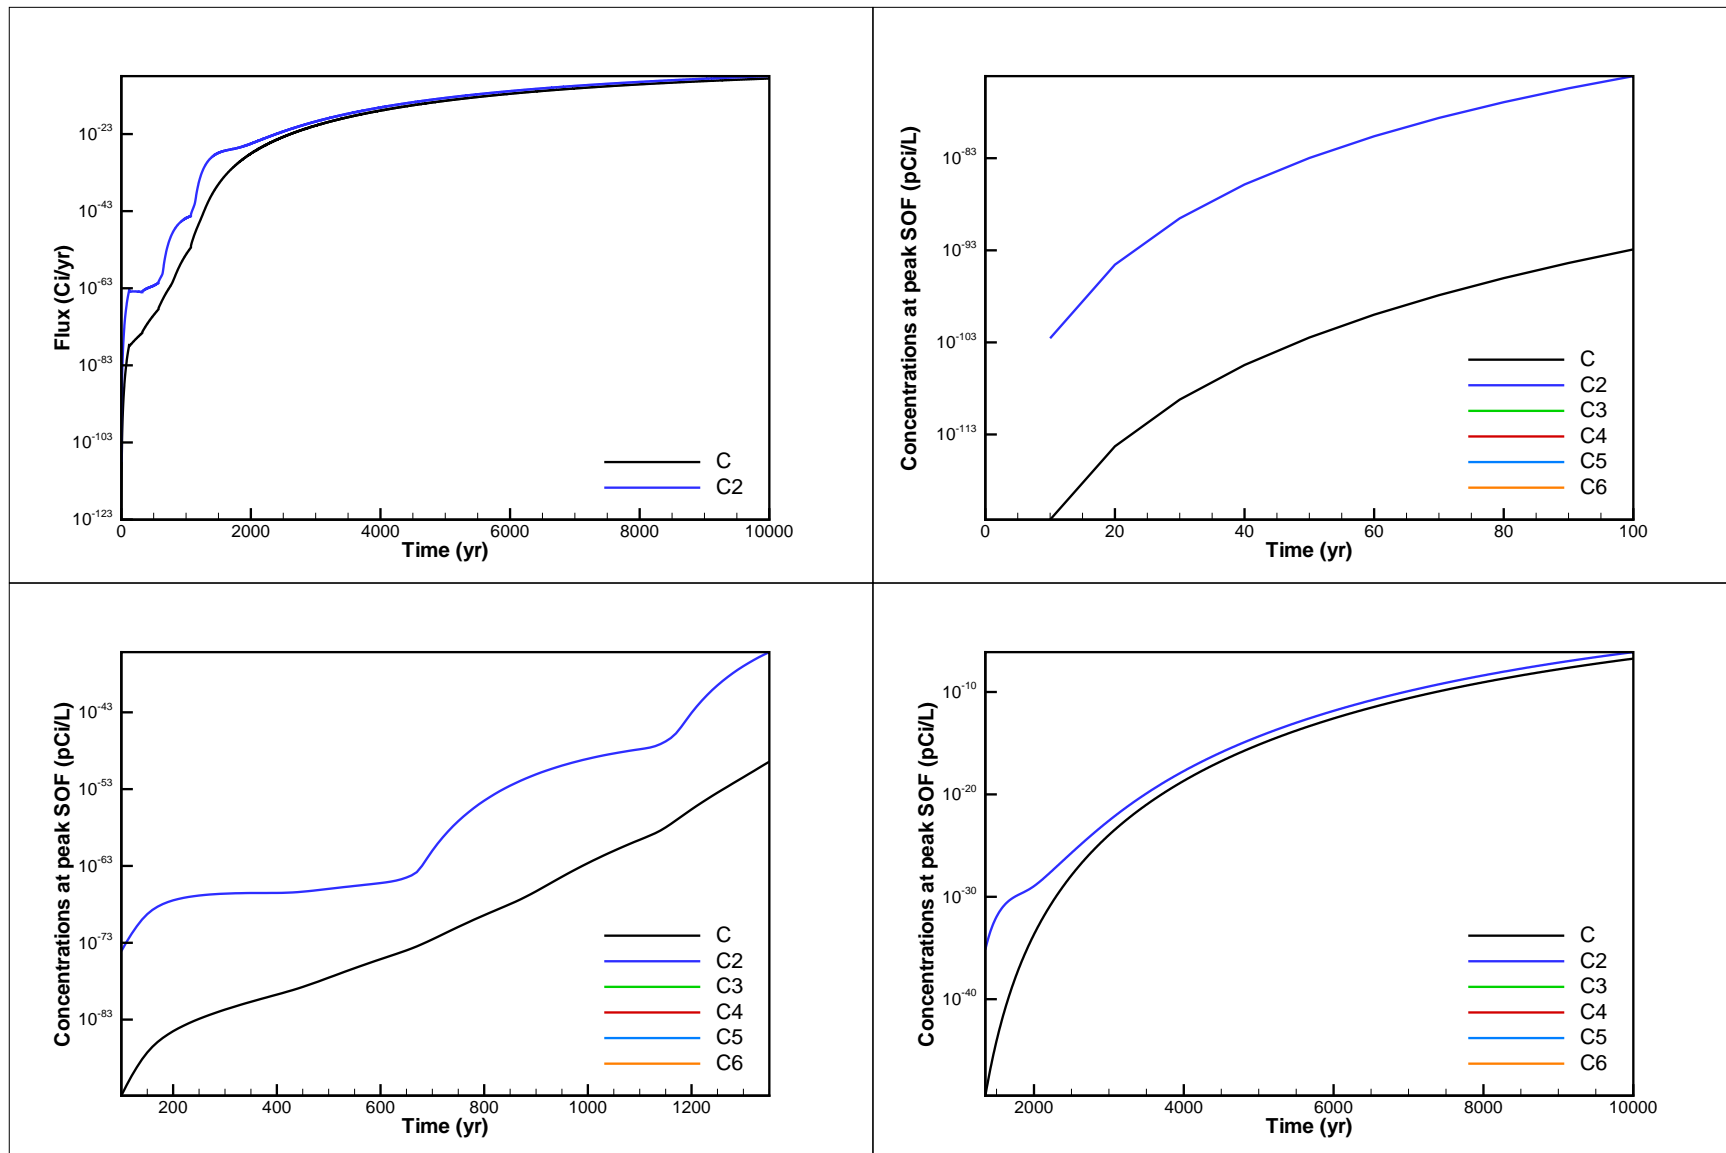 Flux (Ci/yr)
10-23
10-43
10-63
10-83
10-103
10-123
0 2000 4000 6000 8000 10000
Time (yr)
C
C2
Concentrations at peak SOF (pCi/L)
10-83
10-93
10-103
10-113
0 20 40 60 80 100
Time (yr)
C
C2
C3
C4
C5
C6
Concentrations at peak SOF (pCi/L)
10-43
10-53
10-63
10-73
10-83
200 400 600 800 1000 1200
Time (yr)
C
C2
C3
C4
C5
C6
Concentrations at peak SOF (pCi/L)
10-10
10-20
10-30
10-40
2000 4000 6000 8000 10000
Time (yr)
C
C2
C3
C4
C5
C6